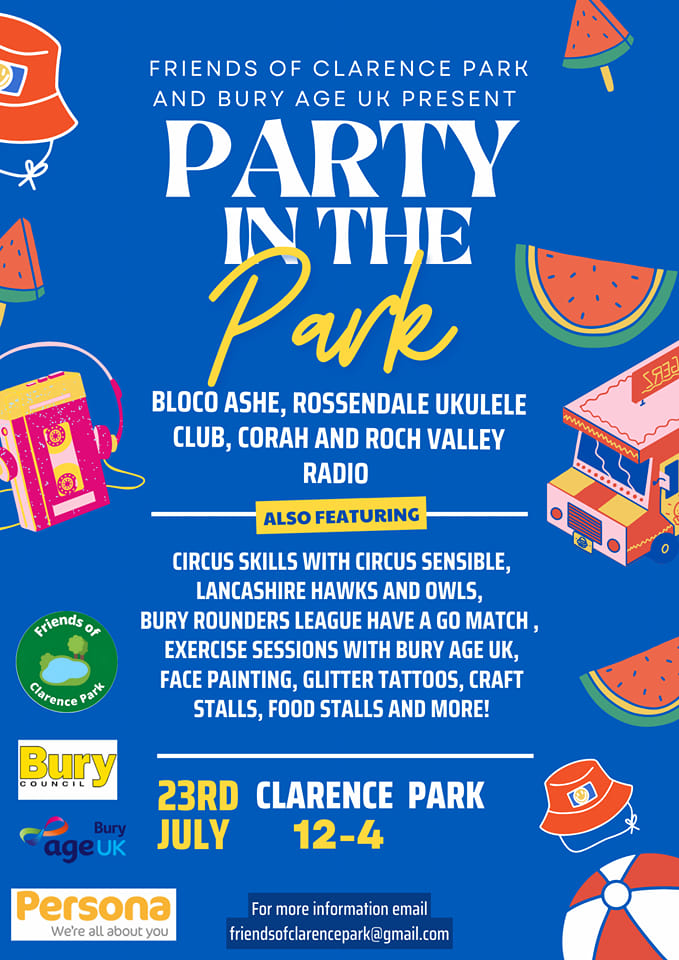 FRIENDS OF CLARENCE PARK
AND BURY AGE UK PRESENT
PARTY
IN THE
Park
BLOCO ASHE, ROSSENDALE UKULELE
CLUB, CORAH AND ROCH VALLEY
RADIO
ALSO FEATURING
CIRCUS SKILLS WITH CIRCUS SENSIBLE,
LANCASHIRE HAWKS AND OWLS,
BURY ROUNDERS LEAGUE HAVE A GO MATCH ,
EXERCISE SESSIONS WITH BURY AGE UK,
FACE PAINTING, GLITTER TATTOOS, CRAFT
STALLS, FOOD STALLS AND MORE!
Friends of
Clarence Park
Bury
COUNCIL
Bury
ageUK
Persona
We're all about you
23RD
JULY
CLARENCE PARK
12-4
For more information email
friendsofclarencepark@gmail.com